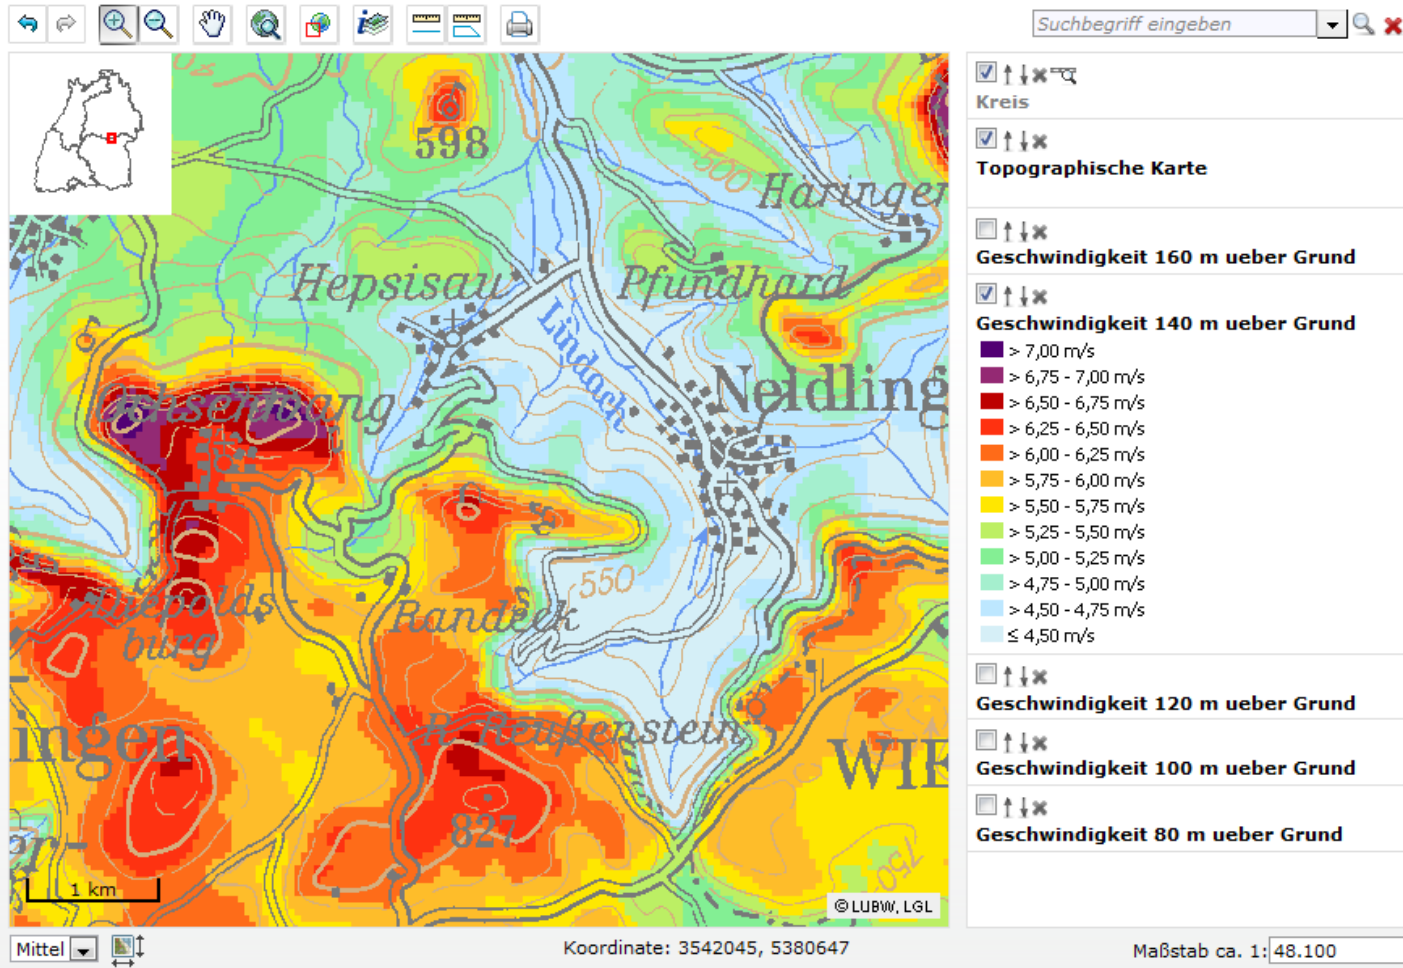 Suchbegriff eingeben
Kreis
Topographische Karte
Geschwindigkeit 160 m ueber Grund
Geschwindigkeit 140 m ueber Grund
> 7,00 m/s
> 6,75 - 7,00 m/s
> 6,50 - 6,75 m/s
> 6,25 - 6,50 m/s
> 6,00 - 6,25 m/s
> 5,75 - 6,00 m/s
> 5,50 - 5,75 m/s
> 5,25 - 5,50 m/s
> 5,00 - 5,25 m/s
> 4,75 - 5,00 m/s
> 4,50 - 4,75 m/s
≤ 4,50 m/s
Geschwindigkeit 120 m ueber Grund
Geschwindigkeit 100 m ueber Grund
Geschwindigkeit 80 m ueber Grund
598
500
Haringer
Hepsisau
Pfundhard
Lindach
Neidling
Ochsenwang
550
Diepolds-
burg
Randeck
R. Reußenstein
ingen
WIE
827
er-
750
1 km
© LUBW, LGL
Mittel
Koordinate: 3542045, 5380647
Maßstab ca. 1: 48.100